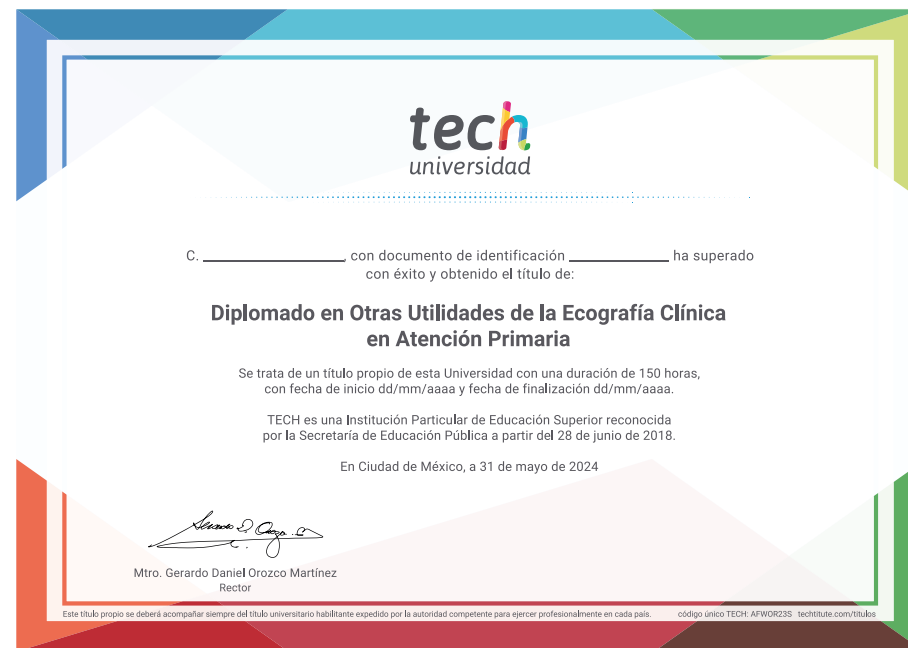 tech
universidad
C. ____________, con documento de identificación ____________ ha superado
con éxito y obtenido el título de:
Diplomado en Otras Utilidades de la Ecografía Clínica
en Atención Primaria
Se trata de un título propio de esta Universidad con una duración de 150 horas,
con fecha de inicio dd/mm/aaaa y fecha de finalización dd/mm/aaaa.
TECH es una Institución Particular de Educación Superior reconocida
por la Secretaría de Educación Pública a partir del 28 de junio de 2018.
En Ciudad de México, a 31 de mayo de 2024
Mtro. Gerardo Daniel Orozco Martínez
Rector
Este título propio se deberá acompañar siempre del título universitario habilitante expedido por la autoridad competente para ejercer profesionalmente en cada país. código único TECH: AFWOR23S techtitute.com/titulos